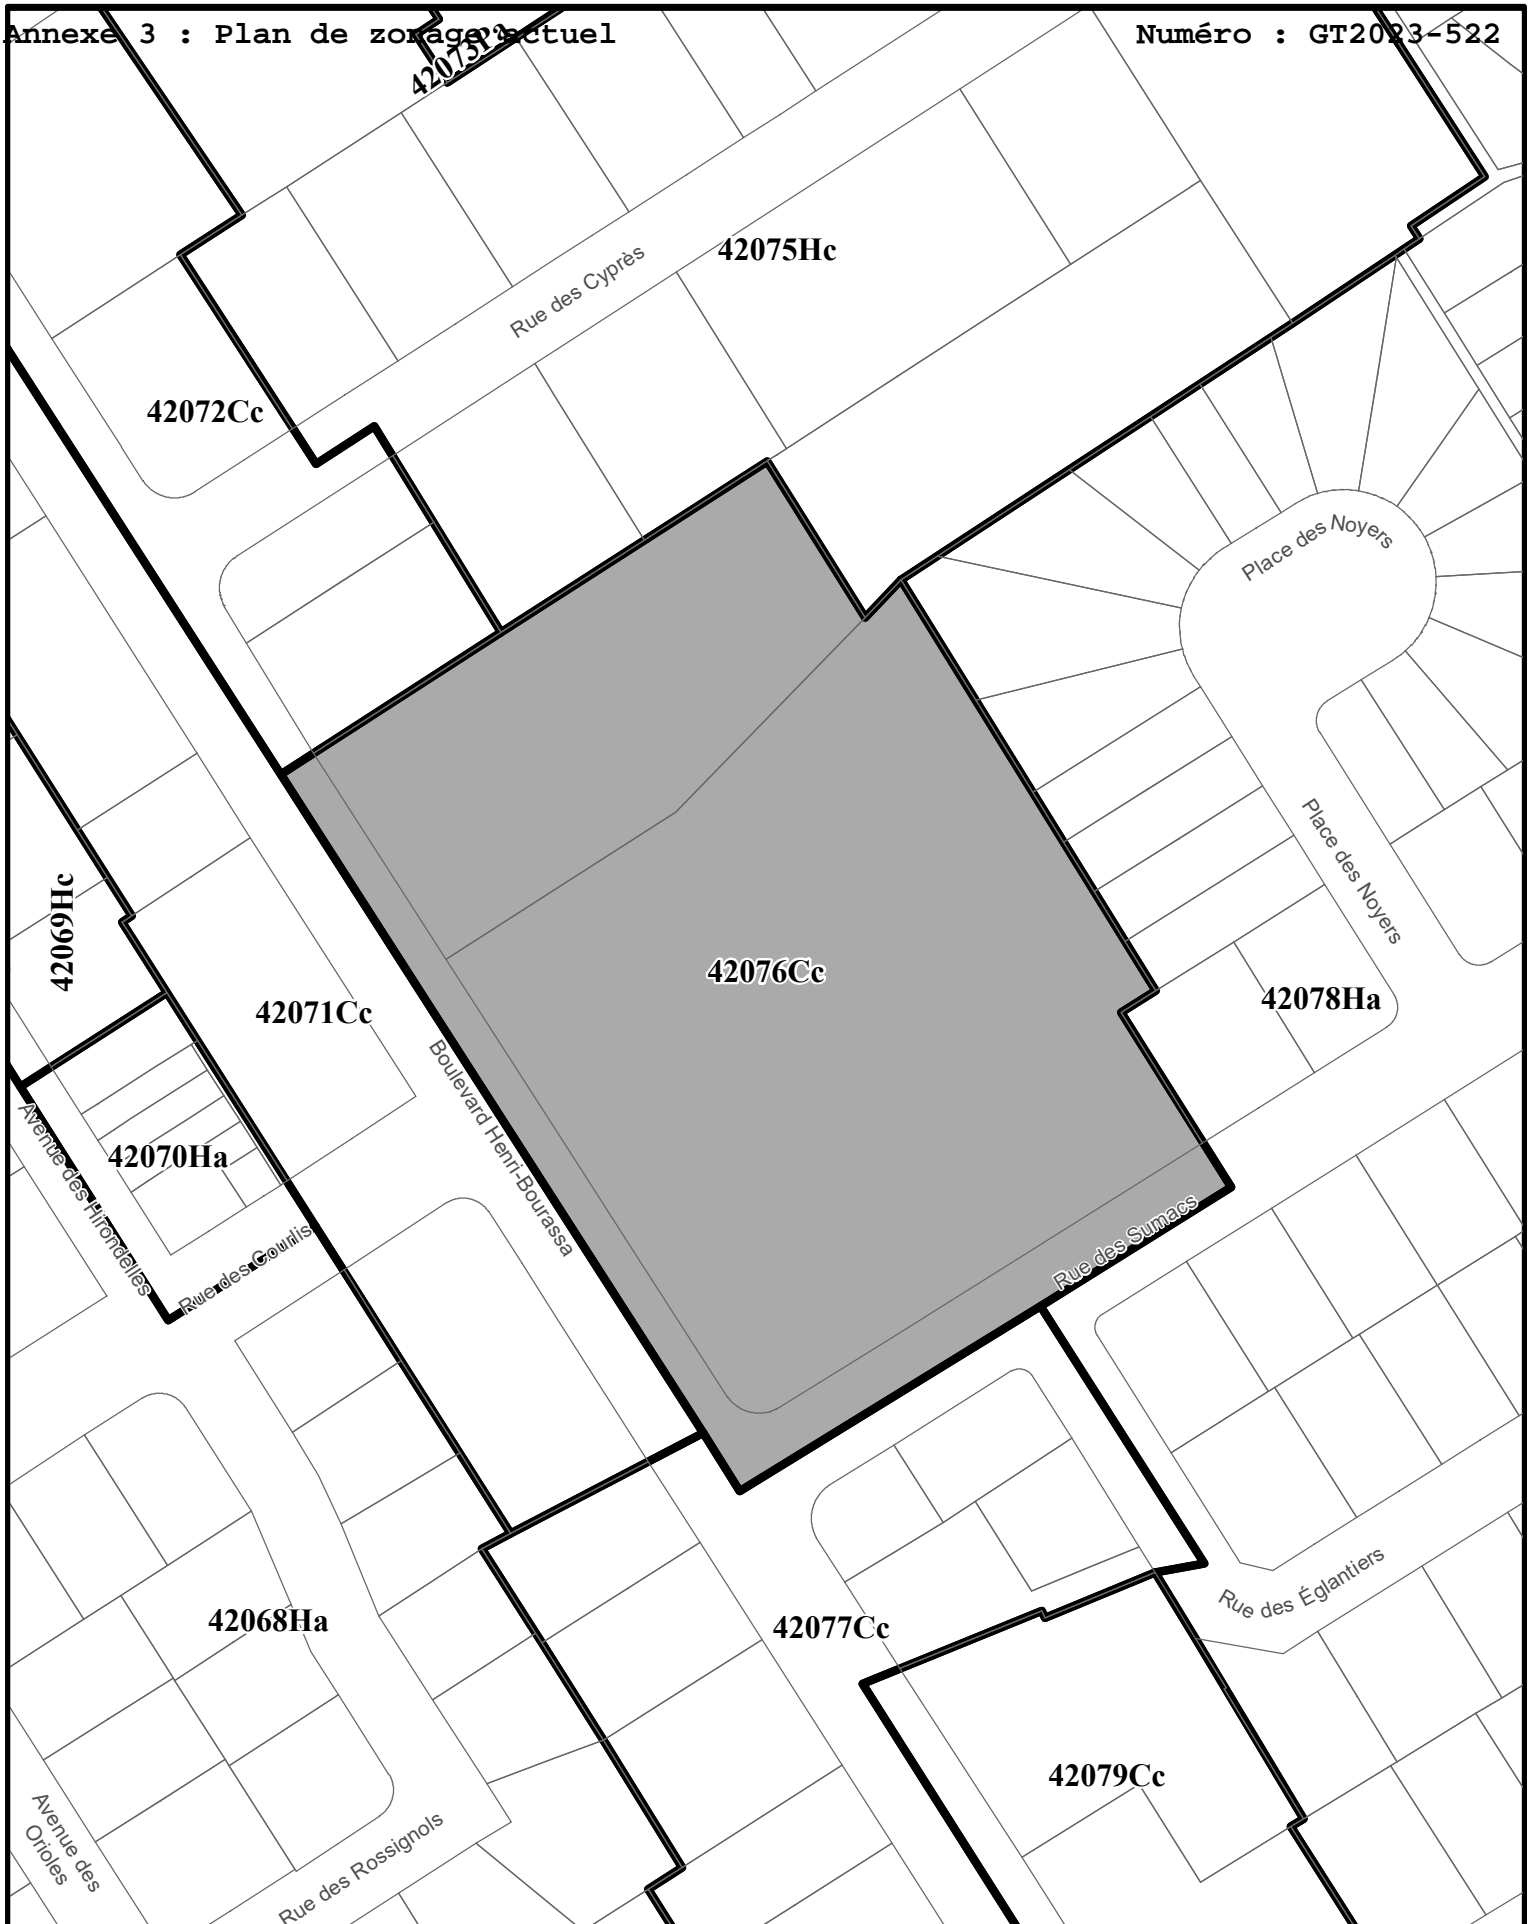 Annexe 3 : Plan de zonage actuel
Numéro : GT2023-522
42073Pa
42075Hc
Rue des Cyprès
42072Cc
Place des Noyers
Place des Noyers
42069Hc
42076Cc
42078Ha
42071Cc
Boulevard Henri-Bourassa
Avenue des Hirondelles
42070Ha
Rue des Courlis
Rue des Sumacs
Rue des Églantiers
42068Ha
42077Cc
42079Cc
Avenue des
Orioles
Rue des Rossignols